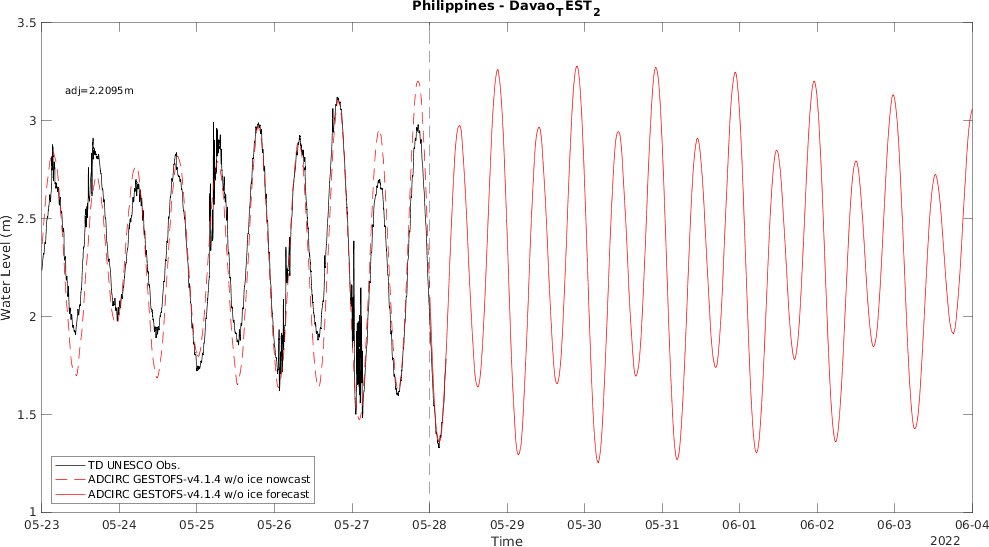 Philippines - Davao_TEST_2
3.5
3
2.5
2
1.5
1
Water Level (m)
adj=2.2095m
TD UNESCO Obs.
ADCIRC GESTOFS-v4.1.4 w/o ice nowcast
ADCIRC GESTOFS-v4.1.4 w/o ice forecast
05-23 05-24 05-25 05-26 05-27 05-28 05-29 05-30 05-31 06-01 06-02 06-03 06-04
Time
2022